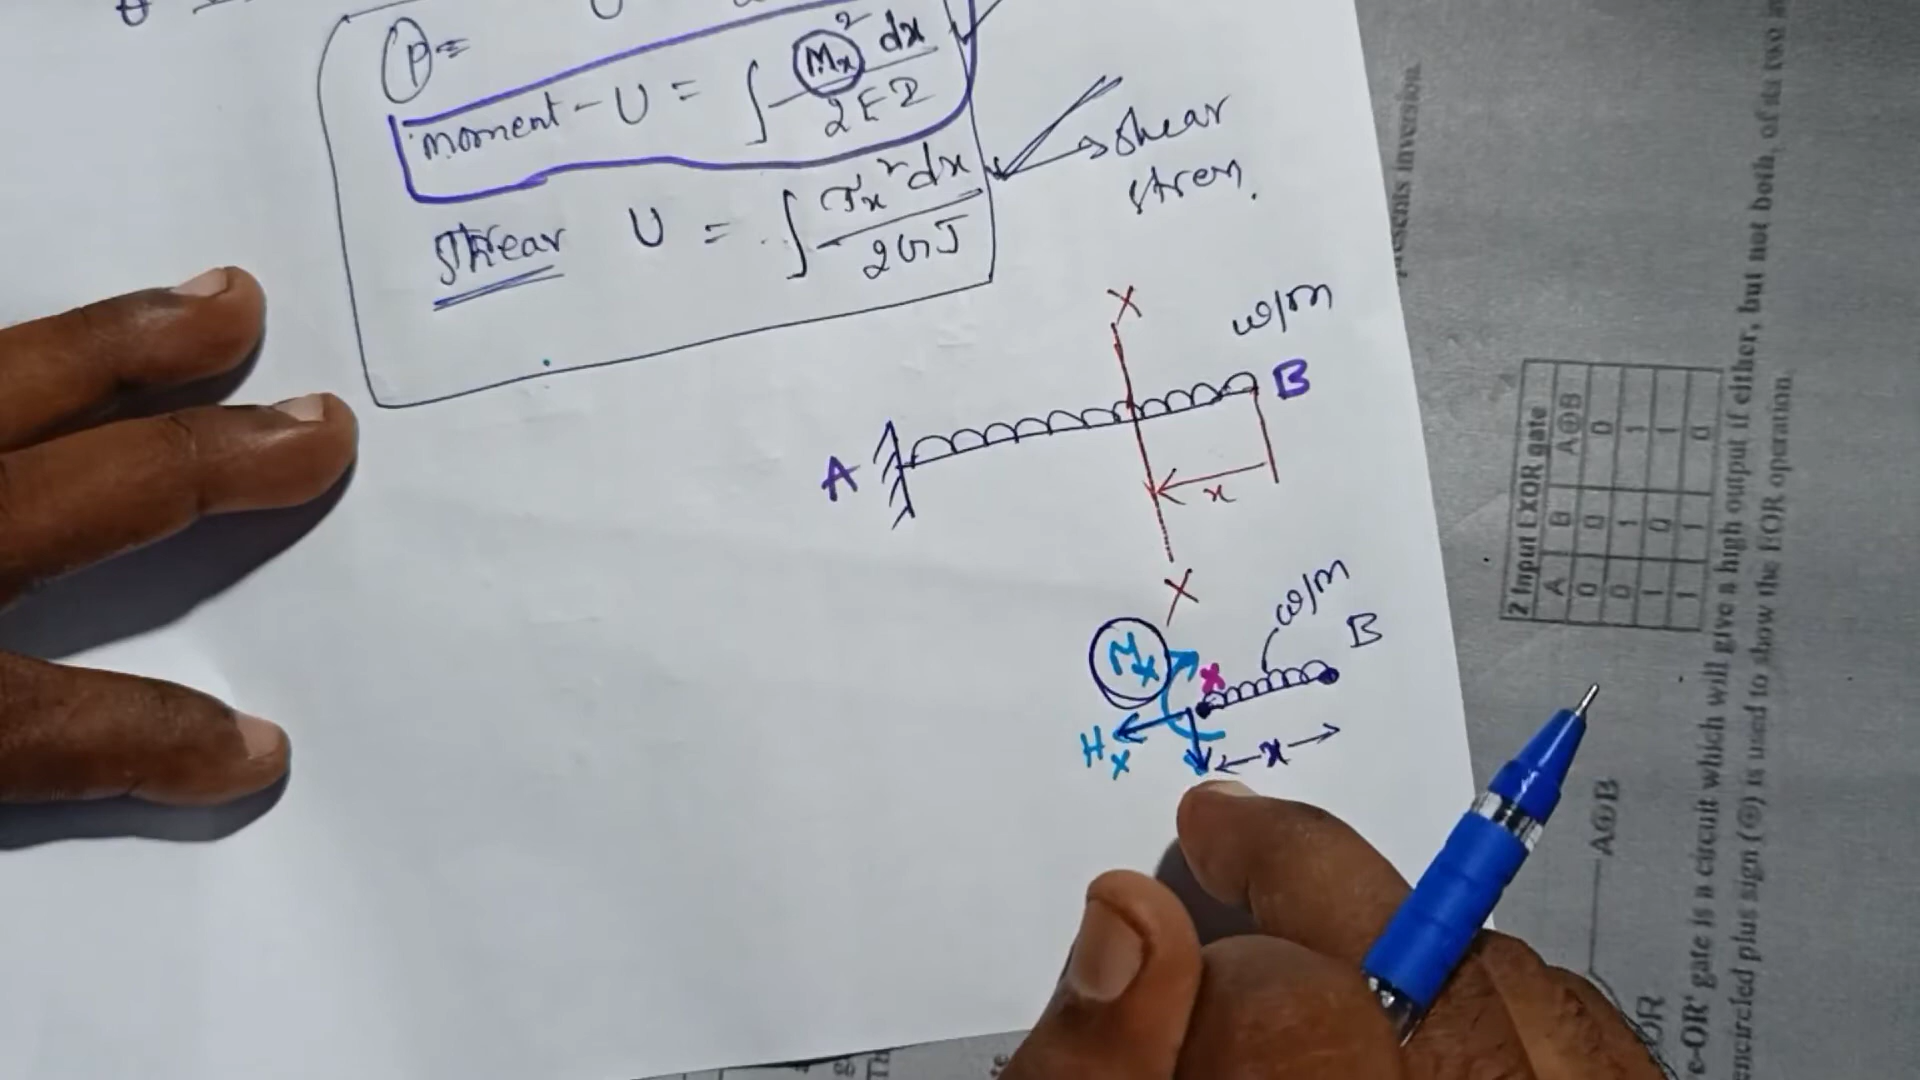 P =
moment - U = ∫ Mx² dx / 2EI
Shear U = ∫ Tx² dx / 2GJ
Shear
stress.
X
w/m
A
B
x
X
w/m
Mx
x
B
Hx
x
2 Input EXOR gate
A B A⊕B
0 0 0
0 1 1
1 0 1
1 1 0
A⊕B
e-OR' gate is a circuit which will give a high output if either, but not both, of its two in
encircled plus sign (⊕) is used to show the EOR operation.
inversion.